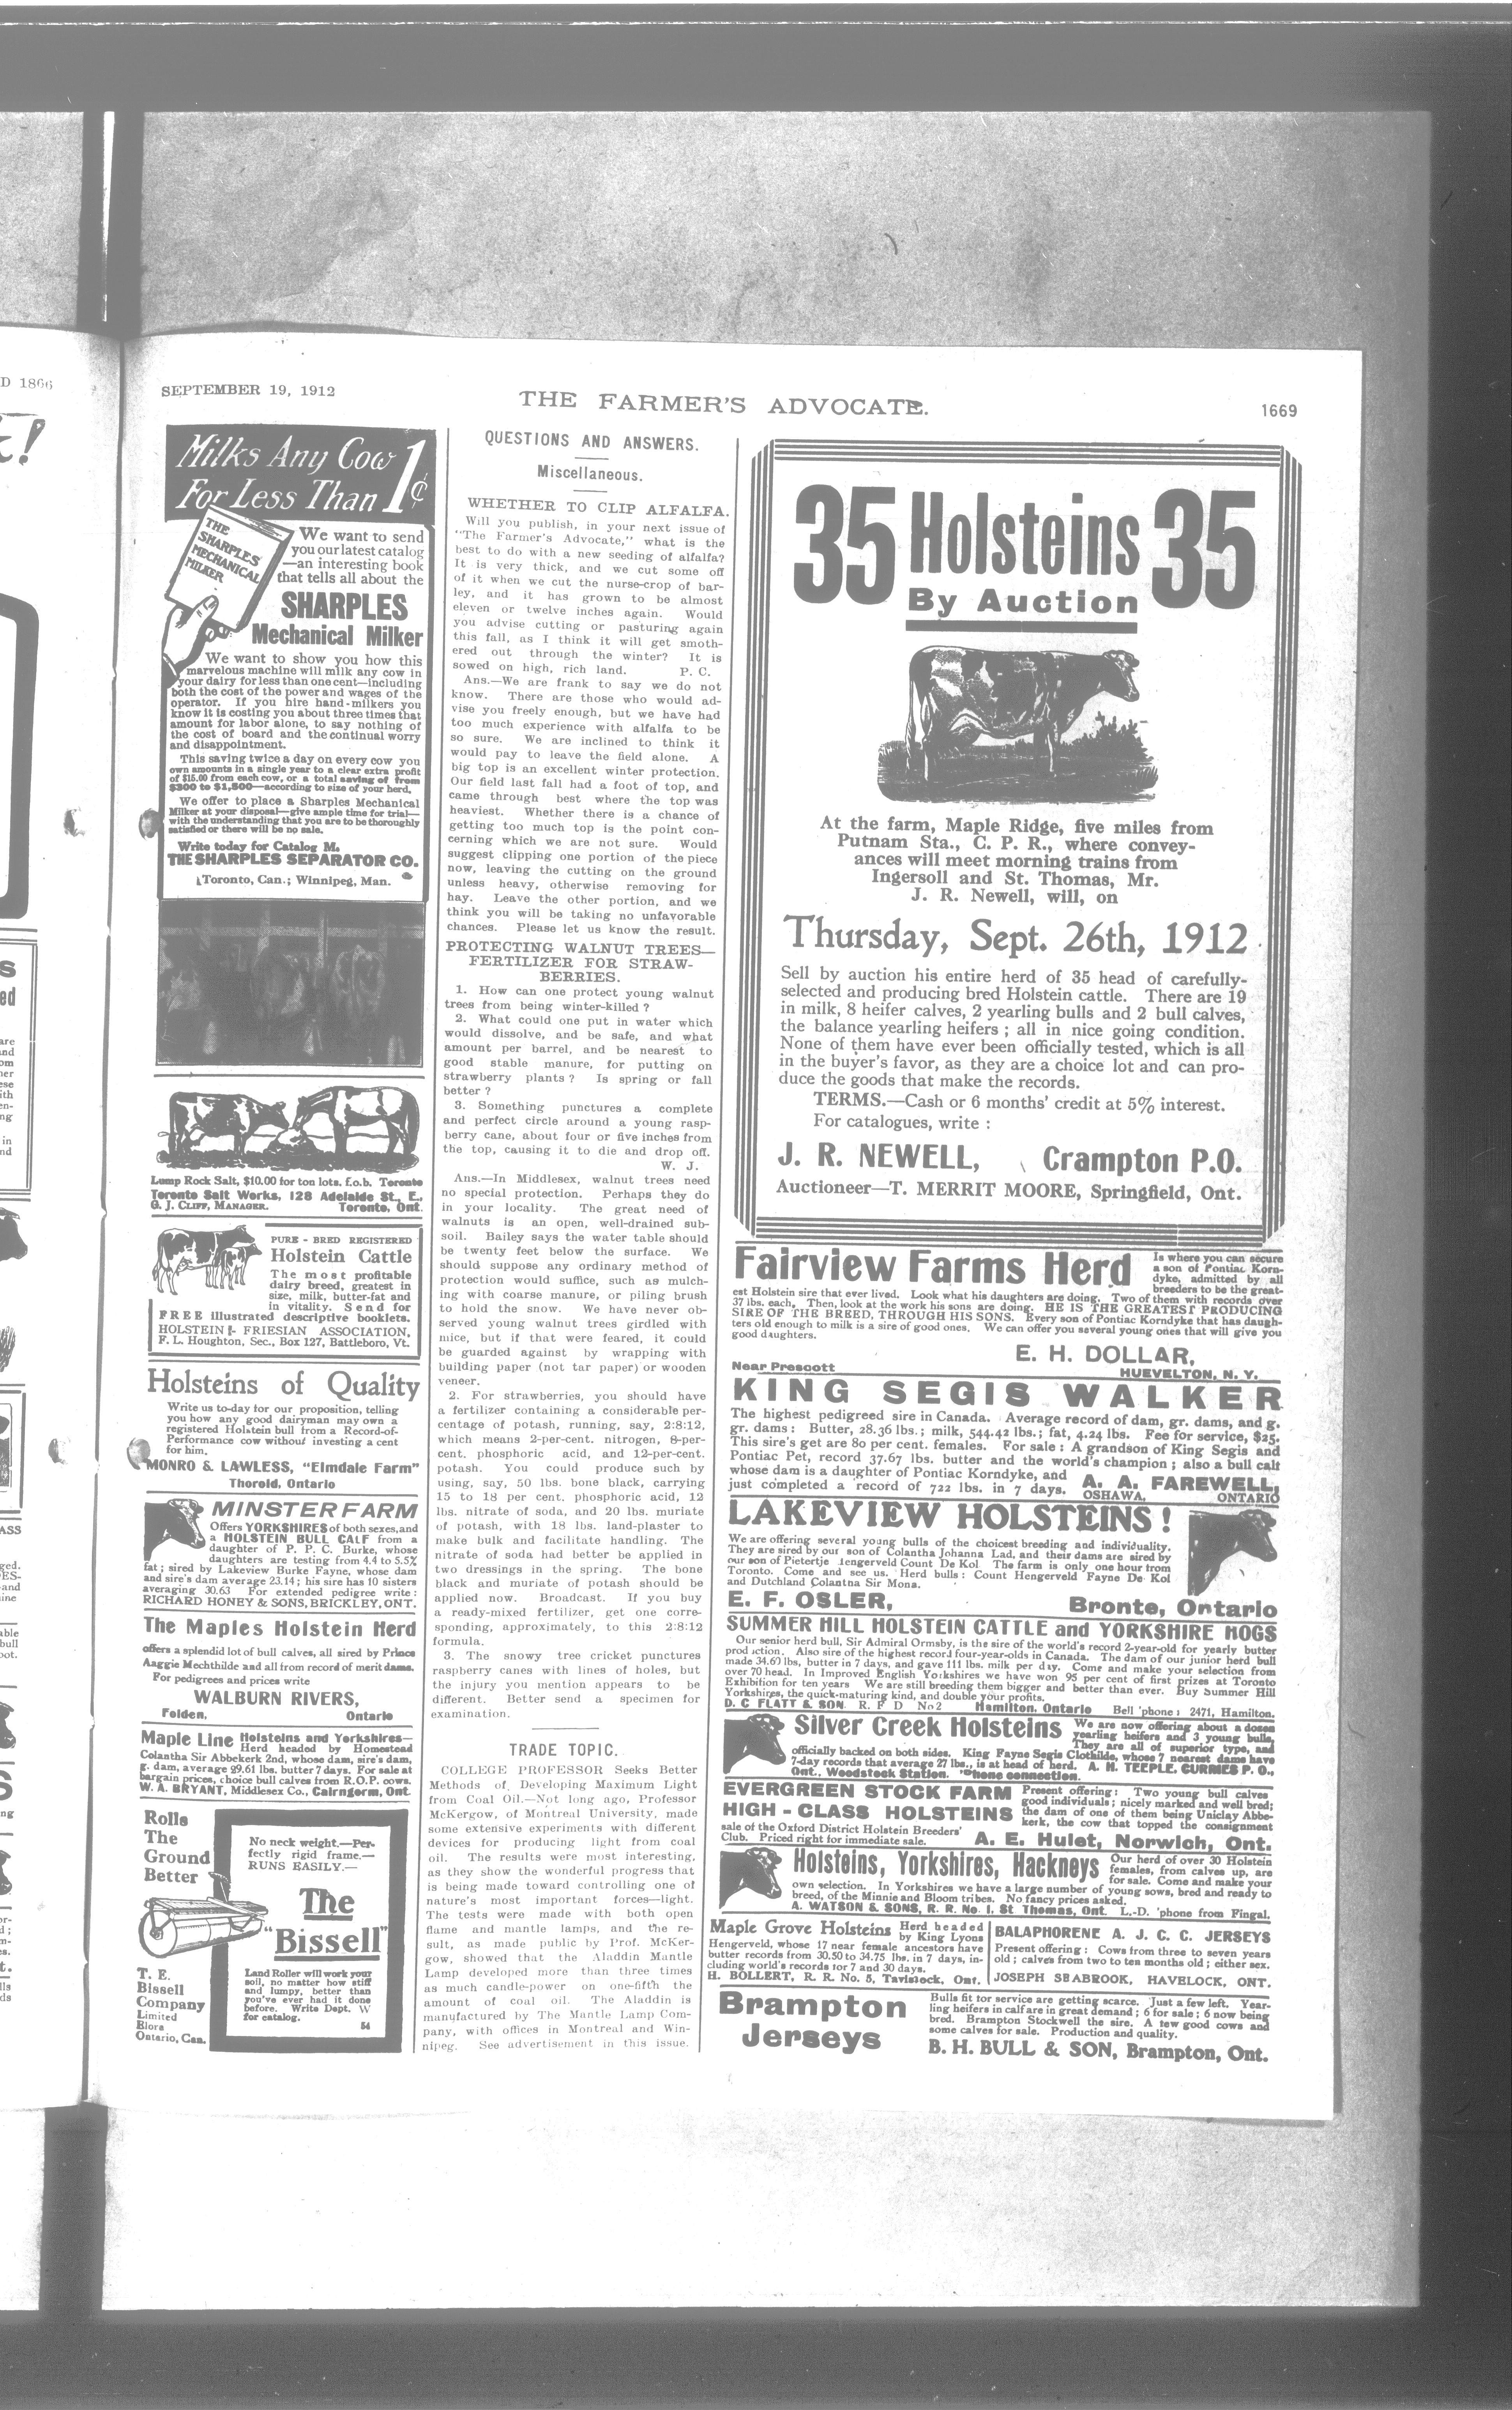 SEPTEMBER 19, 1912
THE FARMER'S ADVOCATE.
1669
Milks Any Cow
For Less Than 1¢
THE
SHARPLES
MECHANICAL
MILKER
We want to send
you our latest catalog
—an interesting book
that tells all about the
SHARPLES
Mechanical Milker
We want to show you how this
marvelous machine will milk any cow in
your dairy for less than one cent—including
both the cost of the power and wages of the
operator. If you hire hand-milkers you
know it is costing you about three times that
amount for labor alone, to say nothing of
the cost of board and the continual worry
and disappointment.
This saving twice a day on every cow you
own amounts in a single year to a clear extra profit
of $15.00 from each cow, or a total saving of from
$300 to $1,500—according to size of your herd.
We offer to place a Sharples Mechanical
Milker at your disposal—give ample time for trial—
with the understanding that you are to be thoroughly
satisfied or there will be no sale.
Write today for Catalog M.
THE SHARPLES SEPARATOR CO.
Toronto, Can.; Winnipeg, Man.
Lump Rock Salt, $10.00 for ton lots, f.o.b. Toronto
Toronto Salt Works, 128 Adelaide St., E.,
G. J. CLIFF, MANAGER. Toronto, Ont.
PURE-BRED REGISTERED
Holstein Cattle
The most profitable
dairy breed, greatest in
size, milk, butter-fat and
in vitality. Send for
FREE illustrated descriptive booklets.
HOLSTEIN - FRIESIAN ASSOCIATION,
F. L. Houghton, Sec., Box 127, Battleboro, Vt.
Holsteins of Quality
Write us to-day for our proposition, telling
you how any good dairyman may own a
registered Holstein bull from a Record-of-
Performance cow without investing a cent
for him.
MONRO & LAWLESS, "Elmdale Farm"
Thorold, Ontario
MINSTER FARM
Offers YORKSHIRES of both sexes, and
a HOLSTEIN BULL CALF from a
daughter of P. P. C. Burke, whose
daughters are testing from 4.4 to 5.5%
fat; sired by Lakeview Burke Fayne, whose dam
and sire's dam average 23.14; his sire has 10 sisters
averaging 30.63 For extended pedigree write:
RICHARD HONEY & SONS, BRICKLEY, ONT.
The Maples Holstein Herd
offers a splendid lot of bull calves, all sired by Prince
Aaggie Mechthilde and all from record of merit dams.
For pedigrees and prices write
WALBURN RIVERS,
Folden, Ontario
Maple Line Holsteins and Yorkshires—
Herd headed by Homestead
Colantha Sir Abbekerk 2nd, whose dam, sire's dam,
g. dam, average 29.61 lbs. butter 7 days. For sale at
bargain prices, choice bull calves from R.O.P. cows.
W. A. BRYANT, Middlesex Co., Cairngorm, Ont.
Rolls
The
Ground
Better
No neck weight.—Per-
fectly rigid frame.—
RUNS EASILY.—
The
"Bissell"
T. E.
Bissell
Company
Limited
Elora
Ontario, Can.
Land Roller will work your
soil, no matter how stiff
and lumpy, better than
you've ever had it done
before. Write Dept. W
for catalog.
54
QUESTIONS AND ANSWERS.
Miscellaneous.
WHETHER TO CLIP ALFALFA.
Will you publish, in your next issue of
"The Farmer's Advocate," what is the
best to do with a new seeding of alfalfa?
It is very thick, and we cut some off
of it when we cut the nurse-crop of bar-
ley, and it has grown to be almost
eleven or twelve inches again. Would
you advise cutting or pasturing again
this fall, as I think it will get smoth-
ered out through the winter? It is
sowed on high, rich land. P. C.
Ans.—We are frank to say we do not
know. There are those who would ad-
vise you freely enough, but we have had
too much experience with alfalfa to be
so sure. We are inclined to think it
would pay to leave the field alone. A
big top is an excellent winter protection.
Our field last fall had a foot of top, and
came through best where the top was
heaviest. Whether there is a chance of
getting too much top is the point con-
cerning which we are not sure. Would
suggest clipping one portion of the piece
now, leaving the cutting on the ground
unless heavy, otherwise removing for
hay. Leave the other portion, and we
think you will be taking no unfavorable
chances. Please let us know the result.
PROTECTING WALNUT TREES—
FERTILIZER FOR STRAW-
BERRIES.
1. How can one protect young walnut
trees from being winter-killed?
2. What could one put in water which
would dissolve, and be safe, and what
amount per barrel, and be nearest to
good stable manure, for putting on
strawberry plants? Is spring or fall
better?
3. Something punctures a complete
and perfect circle around a young rasp-
berry cane, about four or five inches from
the top, causing it to die and drop off.
W. J.
Ans.—In Middlesex, walnut trees need
no special protection. Perhaps they do
in your locality. The great need of
walnuts is an open, well-drained sub-
soil. Bailey says the water table should
be twenty feet below the surface. We
should suppose any ordinary method of
protection would suffice, such as mulch-
ing with coarse manure, or piling brush
to hold the snow. We have never ob-
served young walnut trees girdled with
mice, but if that were feared, it could
be guarded against by wrapping with
building paper (not tar paper) or wooden
veneer.
2. For strawberries, you should have
a fertilizer containing a considerable per-
centage of potash, running, say, 2:8:12,
which means 2-per-cent. nitrogen, 8-per-
cent. phosphoric acid, and 12-per-cent.
potash. You could produce such by
using, say, 50 lbs. bone black, carrying
15 to 18 per cent. phosphoric acid, 12
lbs. nitrate of soda, and 20 lbs. muriate
of potash, with 18 lbs. land-plaster to
make bulk and facilitate handling. The
nitrate of soda had better be applied in
two dressings in the spring. The bone
black and muriate of potash should be
applied now. Broadcast. If you buy
a ready-mixed fertilizer, get one corre-
sponding, approximately, to this 2:8:12
formula.
3. The snowy tree cricket punctures
raspberry canes with lines of holes, but
the injury you mention appears to be
different. Better send a specimen for
examination.
TRADE TOPIC.
COLLEGE PROFESSOR Seeks Better
Methods of Developing Maximum Light
from Coal Oil.—Not long ago, Professor
McKergow, of Montreal University, made
some extensive experiments with different
devices for producing light from coal
oil. The results were most interesting,
as they show the wonderful progress that
is being made toward controlling one of
nature's most important forces—light.
The tests were made with both open
flame and mantle lamps, and the re-
sult, as made public by Prof. McKer-
gow, showed that the Aladdin Mantle
Lamp developed more than three times
as much candle-power on one-fifth the
amount of coal oil. The Aladdin is
manufactured by The Mantle Lamp Com-
pany, with offices in Montreal and Win-
nipeg. See advertisement in this issue.
35 Holsteins 35
By Auction
At the farm, Maple Ridge, five miles from
Putnam Sta., C. P. R., where convey-
ances will meet morning trains from
Ingersoll and St. Thomas, Mr.
J. R. Newell, will, on
Thursday, Sept. 26th, 1912
Sell by auction his entire herd of 35 head of carefully-
selected and producing bred Holstein cattle. There are 19
in milk, 8 heifer calves, 2 yearling bulls and 2 bull calves,
the balance yearling heifers; all in nice going condition.
None of them have ever been officially tested, which is all
in the buyer's favor, as they are a choice lot and can pro-
duce the goods that make the records.
TERMS.—Cash or 6 months' credit at 5% interest.
For catalogues, write:
J. R. NEWELL, Crampton P.O.
Auctioneer—T. MERRIT MOORE, Springfield, Ont.
Fairview Farms Herd
Is where you can secure
a son of Pontiac Korn-
dyke, admitted by all
breeders to be the great-
est Holstein sire that ever lived. Look what his daughters are doing. Two of them with records over
37 lbs. each. Then, look at the work his sons are doing. HE IS THE GREATEST PRODUCING
SIRE OF THE BREED, THROUGH HIS SONS. Every son of Pontiac Korndyke that has daugh-
ters old enough to milk is a sire of good ones. We can offer you several young ones that will give you
good daughters.
E. H. DOLLAR,
Near Prescott HUEVELTON, N. Y.
KING SEGIS WALKER
The highest pedigreed sire in Canada. Average record of dam, gr. dams, and g.
gr. dams: Butter, 28.36 lbs.; milk, 544.42 lbs.; fat, 4.24 lbs. Fee for service, $25.
This sire's get are 80 per cent. females. For sale: A grandson of King Segis and
Pontiac Pet, record 37.67 lbs. butter and the world's champion; also a bull calf
whose dam is a daughter of Pontiac Korndyke, and
just completed a record of 722 lbs. in 7 days.
A. A. FAREWELL,
OSHAWA, ONTARIO
LAKEVIEW HOLSTEINS!
We are offering several young bulls of the choicest breeding and individuality.
They are sired by our son of Colantha Johanna Lad, and their dams are sired by
our son of Pietertje Hengerveld Count De Kol The farm is only one hour from
Toronto. Come and see us. Herd bulls: Count Hengerveld Fayne De Kol
and Dutchland Colantha Sir Mona.
E. F. OSLER, Bronte, Ontario
SUMMER HILL HOLSTEIN CATTLE and YORKSHIRE HOGS
Our senior herd bull, Sir Admiral Ormsby, is the sire of the world's record 2-year-old for yearly butter
production. Also sire of the highest record four-year-olds in Canada. The dam of our junior herd bull
made 34.60 lbs, butter in 7 days, and gave 111 lbs. milk per day. Come and make your selection from
over 70 head. In Improved English Yorkshires we have won 95 per cent of first prizes at Toronto
Exhibition for ten years We are still breeding them bigger and better than ever. Buy Summer Hill
Yorkshires, the quick-maturing kind, and double your profits.
D. C FLATT & SON. R. F D No 2 Hamilton. Ontario Bell 'phone: 2471, Hamilton.
Silver Creek Holsteins
We are now offering about a dozen
yearling heifers and 3 young bulls.
They are all of superior type, and
officially backed on both sides. King Fayne Segis Clothilde, whose 7 nearest dams have
7-day records that average 27 lbs., is at head of herd. A. H. TEEPLE, CURRIES P. O.,
Ont., Woodstock Station. 'Phone connection.
EVERGREEN STOCK FARM
HIGH-CLASS HOLSTEINS
Present offering: Two young bull calves
good individuals; nicely marked and well bred;
the dam of one of them being Uniclay Abbe-
kerk, the cow that topped the consignment
sale of the Oxford District Holstein Breeders'
Club. Priced right for immediate sale. A. E. Hulet, Norwich, Ont.
Holsteins, Yorkshires, Hackneys
Our herd of over 30 Holstein
females, from calves up, are
for sale. Come and make your
own selection. In Yorkshires we have a large number of young sows, bred and ready to
breed, of the Minnie and Bloom tribes. No fancy prices asked.
A. WATSON & SONS, R. R. No. 1, St Thomas, Ont. L.-D. 'phone from Fingal.
Maple Grove Holsteins Herd headed
by King Lyons
Hengerveld, whose 17 near female ancestors have
butter records from 30.50 to 34.75 lbs. in 7 days, in-
cluding world's records for 7 and 30 days.
H. BOLLERT, R. R. No. 5, Tavistock, Ont.
BALAPHORENE A. J. C. C. JERSEYS
Present offering: Cows from three to seven years
old; calves from two to ten months old; either sex.
JOSEPH SEABROOK, HAVELOCK, ONT.
Brampton
Jerseys
Bulls fit for service are getting scarce. Just a few left. Year-
ling heifers in calf are in great demand; 6 for sale; 6 now being
bred. Brampton Stockwell the sire. A few good cows and
some calves for sale. Production and quality.
B. H. BULL & SON, Brampton, Ont.